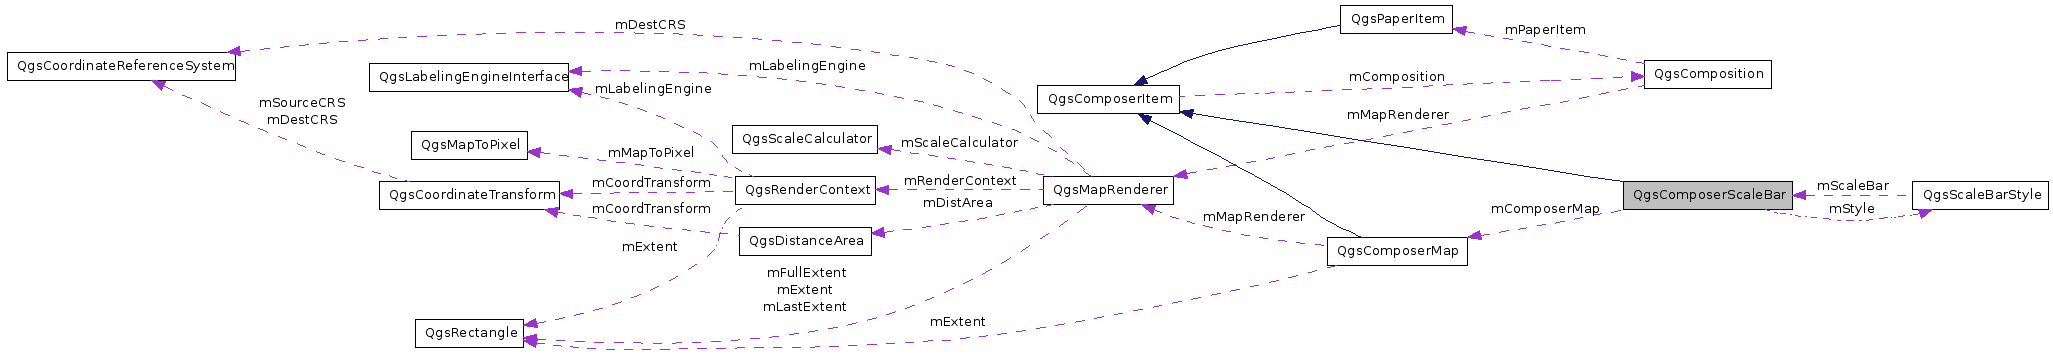 QgsPaperItem
mDestCRS
mPaperItem
QgsCoordinateReferenceSystem
mLabelingEngine
QgsLabelingEngineInterface
mComposition
QgsComposition
mLabelingEngine
QgsComposerItem
mSourceCRS
mDestCRS
mMapRenderer
QgsScaleCalculator
mScaleCalculator
QgsMapToPixel
mMapToPixel
QgsCoordinateTransform
mCoordTransform
QgsRenderContext
mRenderContext
QgsMapRenderer
QgsComposerScaleBar
mScaleBar
QgsScaleBarStyle
mCoordTransform
mDistArea
mComposerMap
mStyle
mMapRenderer
QgsDistanceArea
mExtent
QgsComposerMap
mFullExtent
mExtent
mLastExtent
mExtent
QgsRectangle